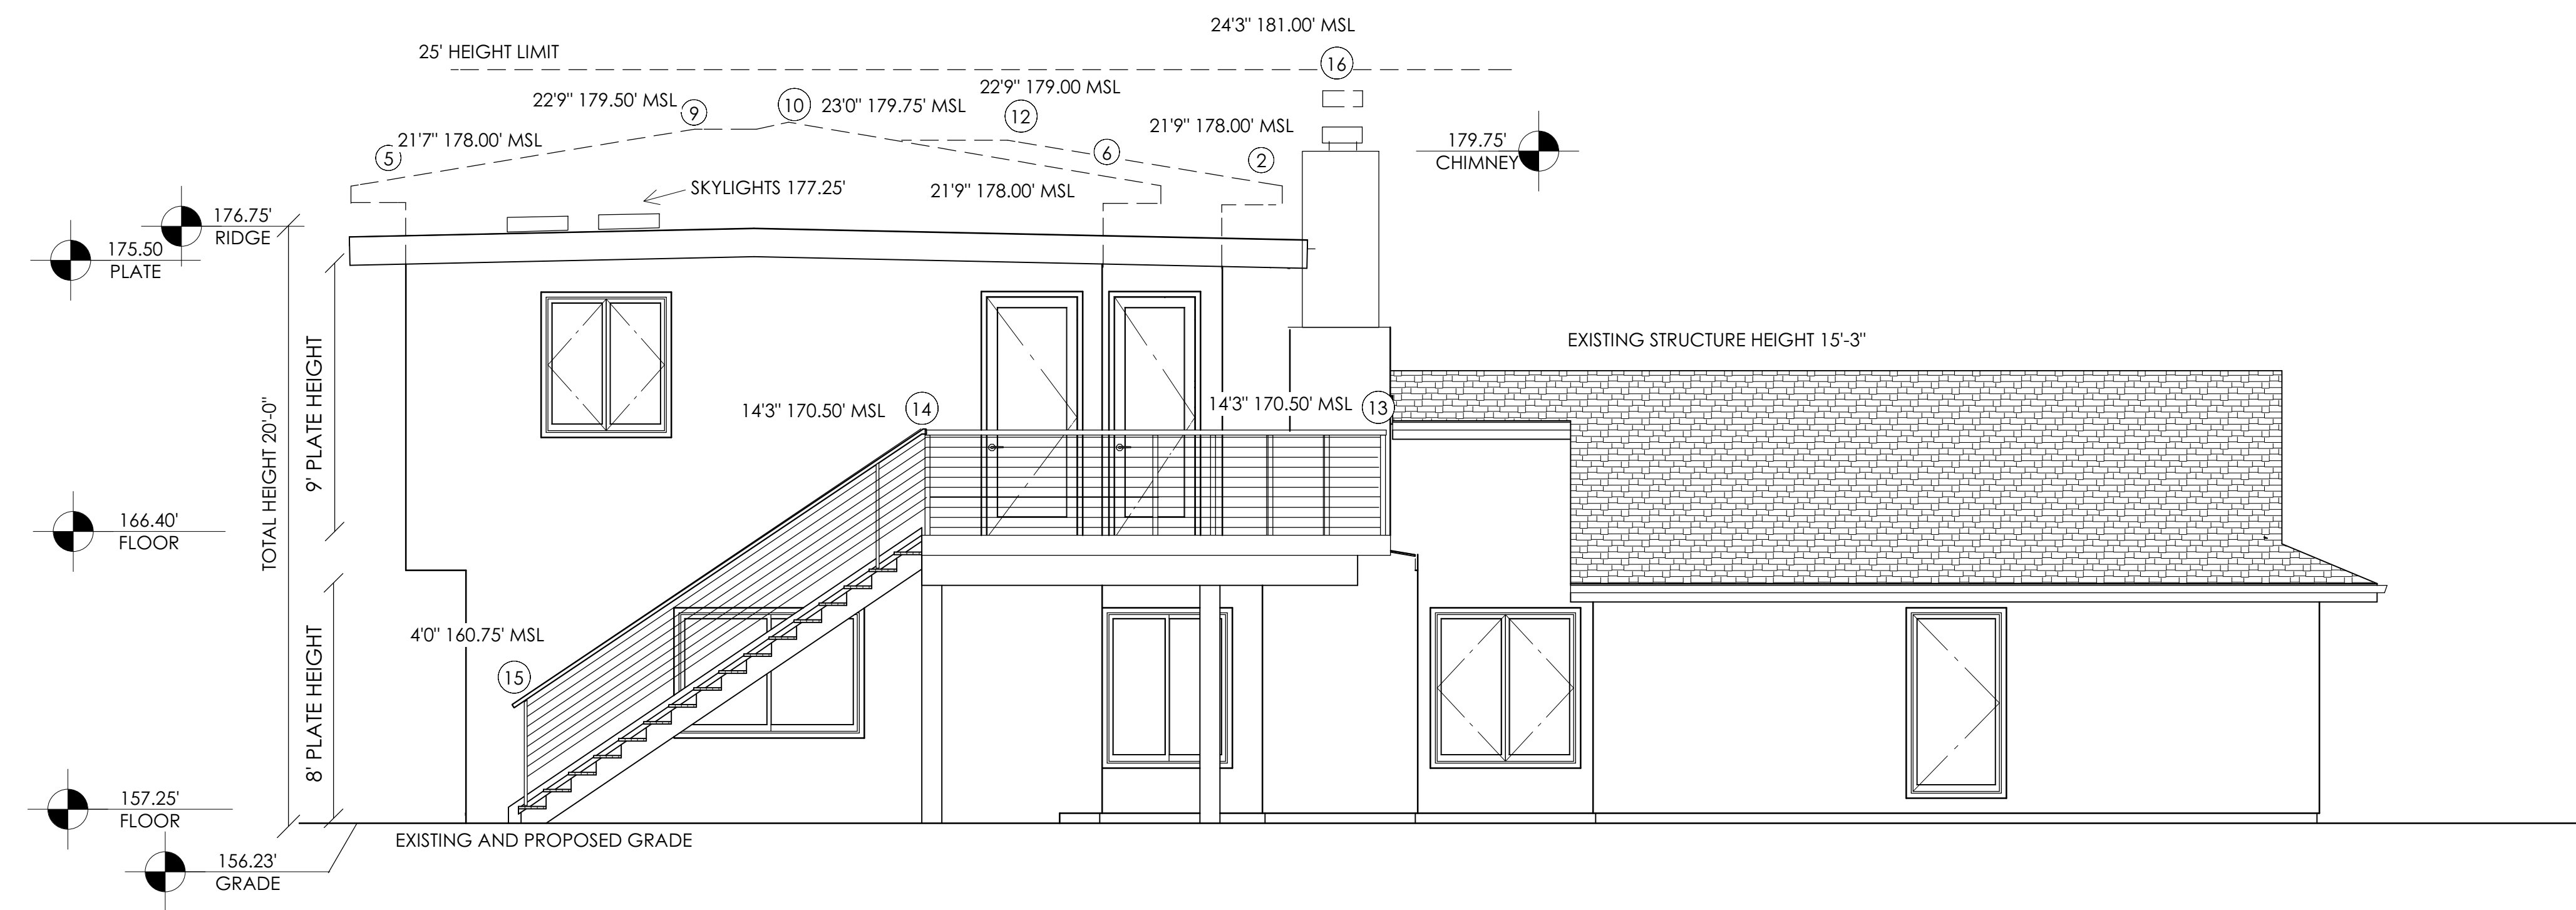 24'3" 181.00' MSL
25' HEIGHT LIMIT
16
22'9" 179.00 MSL
22'9" 179.50' MSL
9
10
23'0" 179.75' MSL
12
21'9" 178.00' MSL
21'7" 178.00' MSL
5
6
2
179.75'
CHIMNEY
SKYLIGHTS 177.25'
21'9" 178.00' MSL
176.75'
RIDGE
175.50
PLATE
EXISTING STRUCTURE HEIGHT 15'-3"
9' PLATE HEIGHT
TOTAL HEIGHT 20'-0"
14'3" 170.50' MSL
14
14'3" 170.50' MSL
13
166.40'
FLOOR
4'0" 160.75' MSL
15
8' PLATE HEIGHT
157.25'
FLOOR
EXISTING AND PROPOSED GRADE
156.23'
GRADE